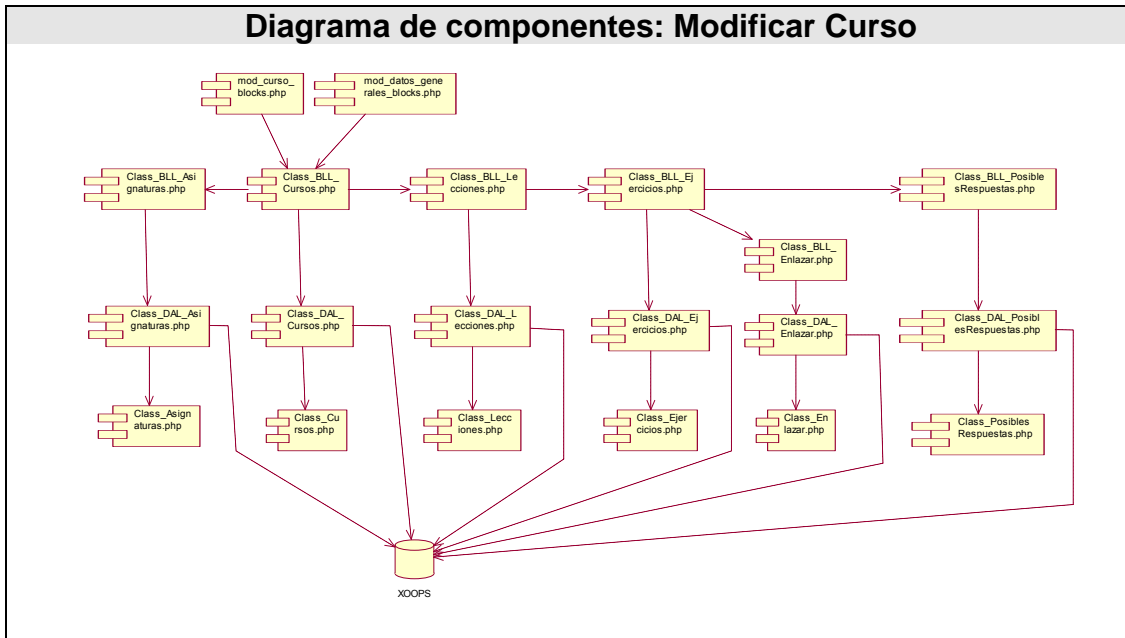 Diagrama de componentes: Modificar Curso
mod_curso_
blocks.php
mod_datos_gene
rales_blocks.php
Class_BLL_Asi
gnaturas.php
Class_BLL_
Cursos.php
Class_BLL_Le
cciones.php
Class_BLL_Ej
ercicios.php
Class_BLL_Posible
sRespuestas.php
Class_BLL_
Enlazar.php
Class_DAL_Asi
gnaturas.php
Class_DAL_
Cursos.php
Class_DAL_L
ecciones.php
Class_DAL_Ej
ercicios.php
Class_DAL_
Enlazar.php
Class_DAL_Posibl
esRespuestas.php
Class_Asign
aturas.php
Class_Cu
rsos.php
Class_Lecc
iones.php
Class_Ejer
cicios.php
Class_En
lazar.php
Class_Posibles
Respuestas.php
XOOPS